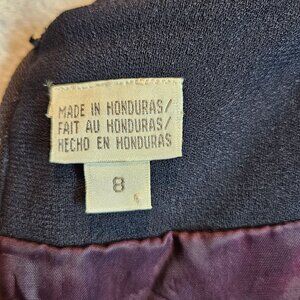 MADE IN HONDURAS/
FAIT AU HONDURAS/
HECHO EN HONDURAS
8